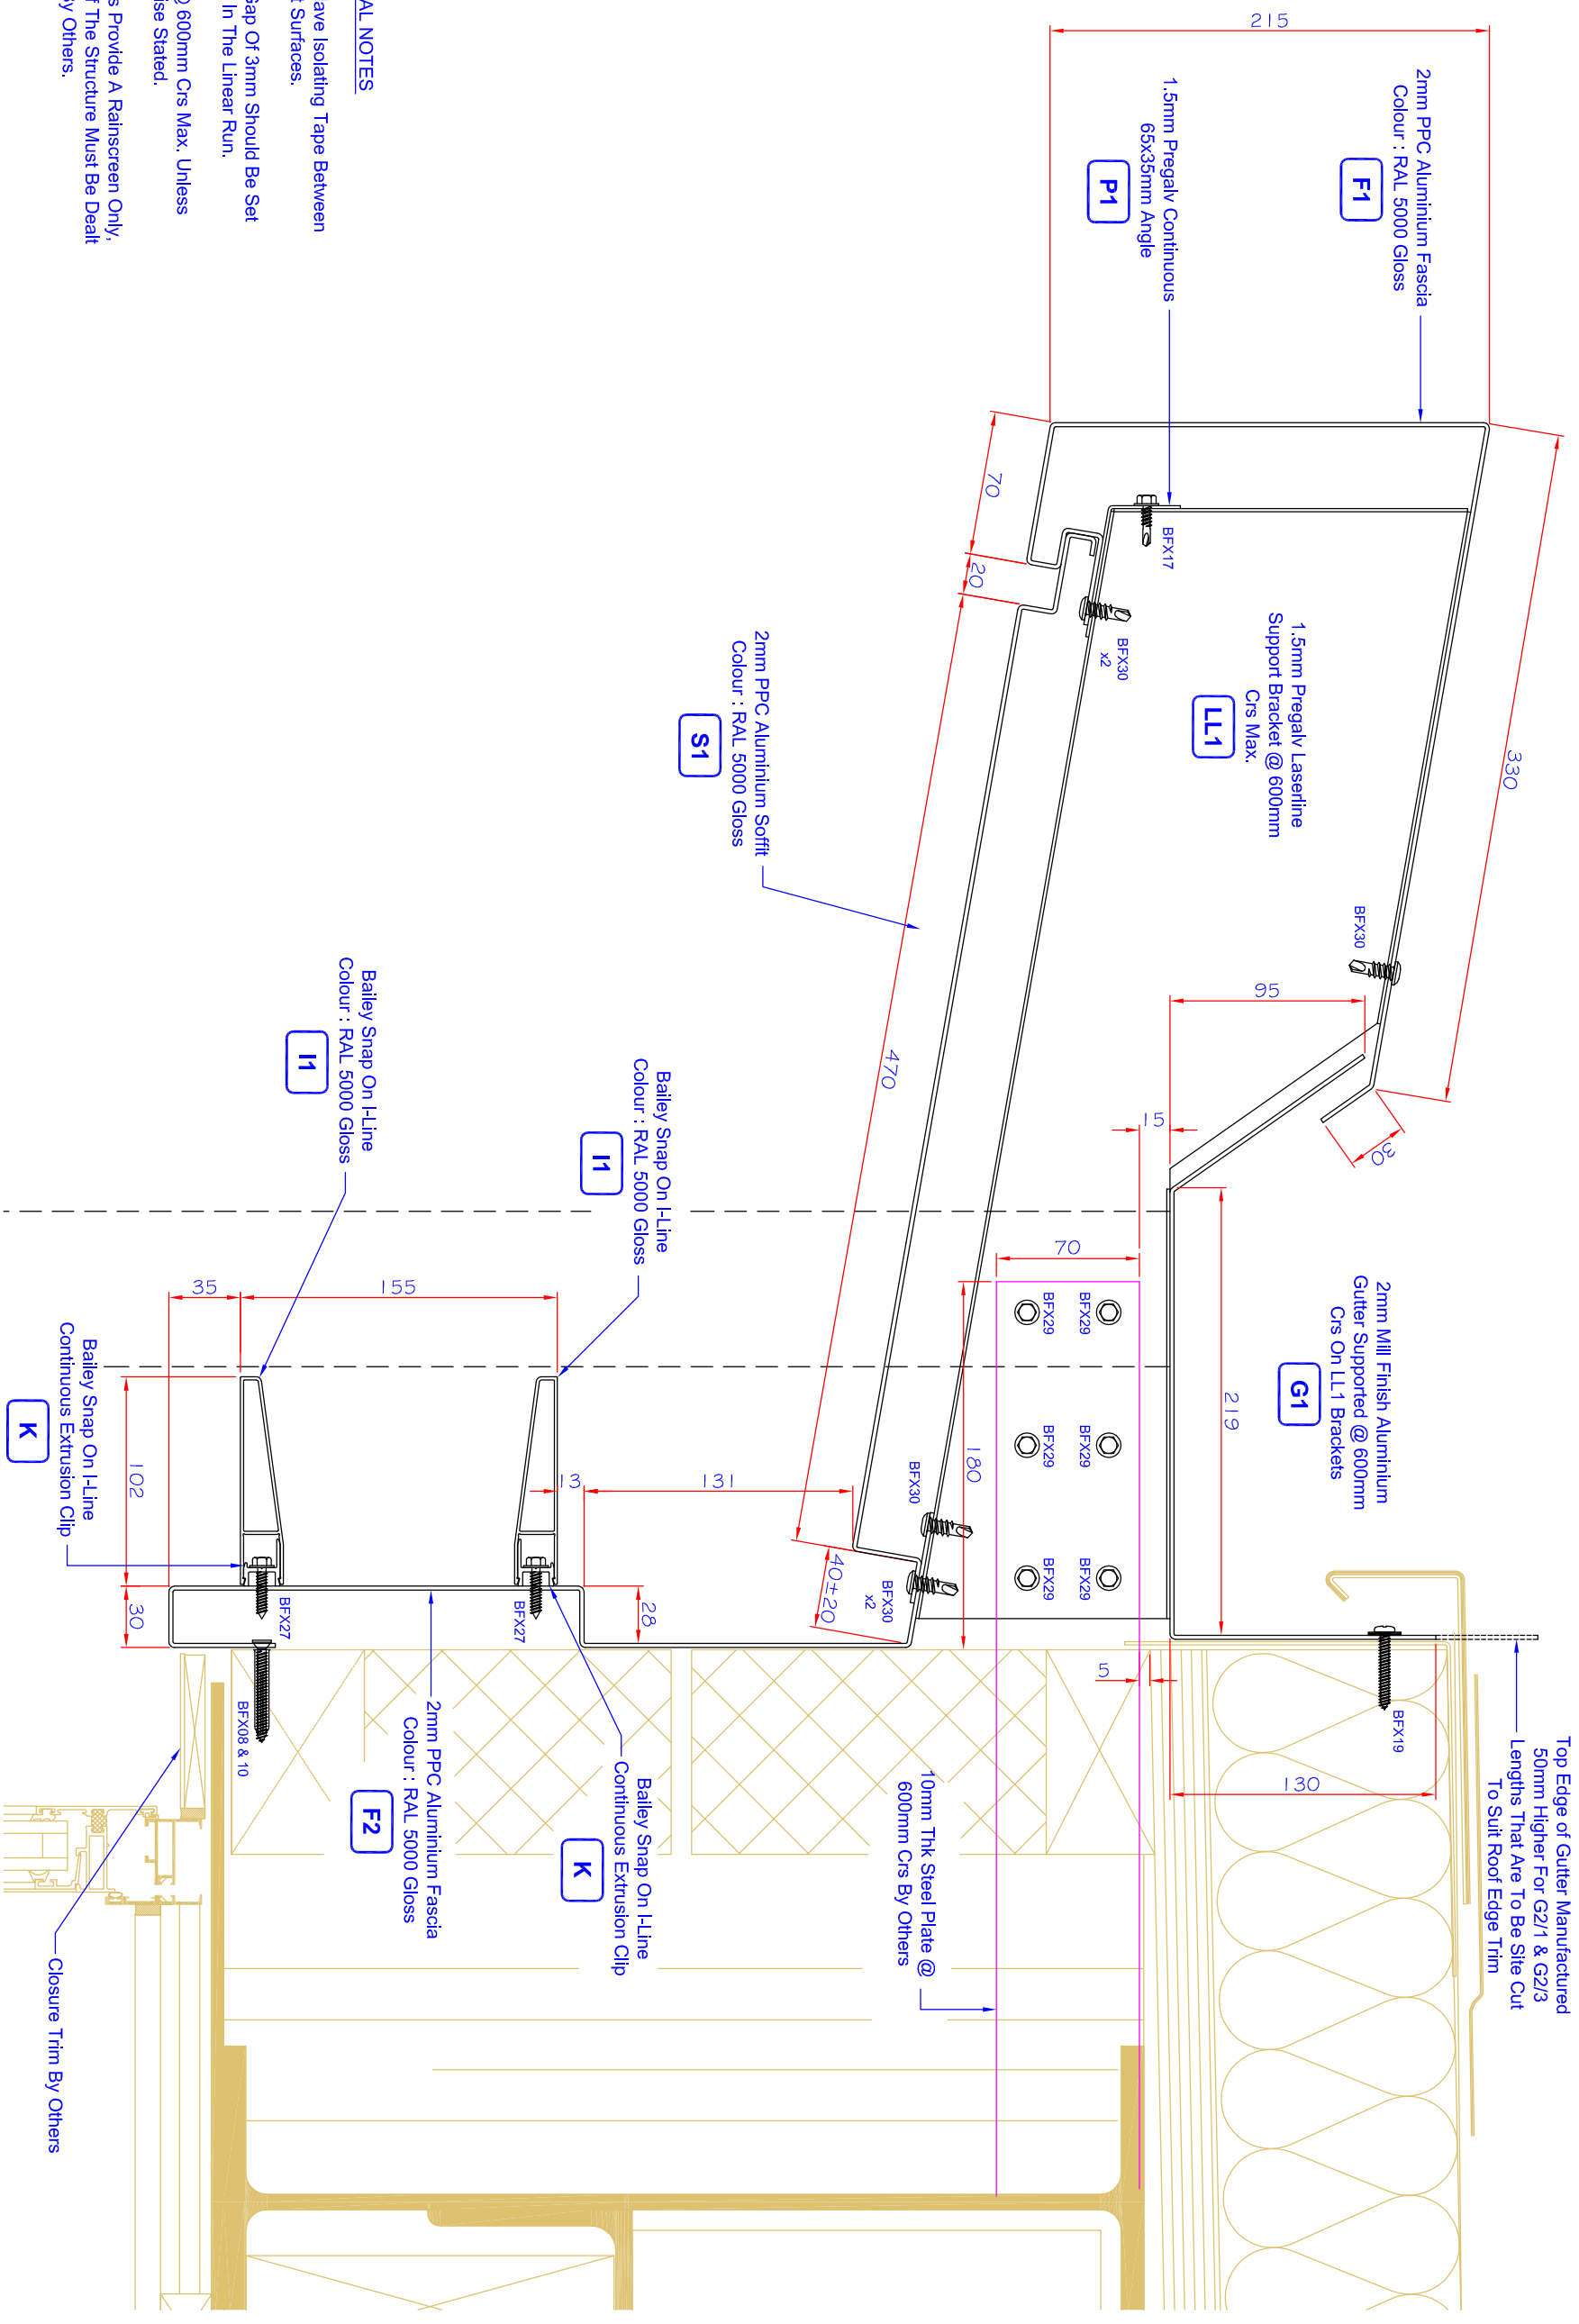 215
2mm PPC Aluminium Fascia
Colour : RAL 5000 Gloss
F1
1.5mm Pregalv Continuous
65x35mm Angle
P1
330
70
20
BFX17
BFX30
x2
1.5mm Pregalv Laserline
Support Bracket @ 600mm
Crs Max.
LL1
BFX30
95
30
15
2mm PPC Aluminium Soffit
Colour : RAL 5000 Gloss
S1
470
219
2mm Mill Finish Aluminium
Gutter Supported @ 600mm
Crs On LL1 Brackets
G1
70
BFX29
BFX29
BFX29
BFX29
BFX29
BFX29
180
Bailey Snap On I-Line
Colour : RAL 5000 Gloss
I1
Bailey Snap On I-Line
Colour : RAL 5000 Gloss
I1
35
155
13
131
BFX30
BFX30
x2
40±20
28
102
30
Bailey Snap On I-Line
Continuous Extrusion Clip
K
BFX27
BFX27
BFX08 & 10
2mm PPC Aluminium Fascia
Colour : RAL 5000 Gloss
F2
Bailey Snap On I-Line
Continuous Extrusion Clip
K
10mm Thk Steel Plate @
600mm Crs By Others
5
130
BFX19
Top Edge of Gutter Manufactured
50mm Higher For G2/1 & G2/3
Lengths That Are To Be Site Cut
To Suit Roof Edge Trim
Closure Trim By Others
NOTES
Isolating Tape Between
Surfaces.
Gap Of 3mm Should Be Set
In The Linear Run.
@ 600mm Crs Max. Unless
Stated.
Provide A Rainscreen Only,
The Structure Must Be Dealt
By Others.